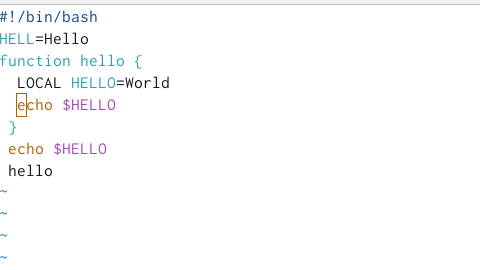 #!/bin/bash
HELL=Hello
function hello {
  LOCAL HELLO=World
  echo $HELLO
 }
 echo $HELLO
 hello
~
~
~
~